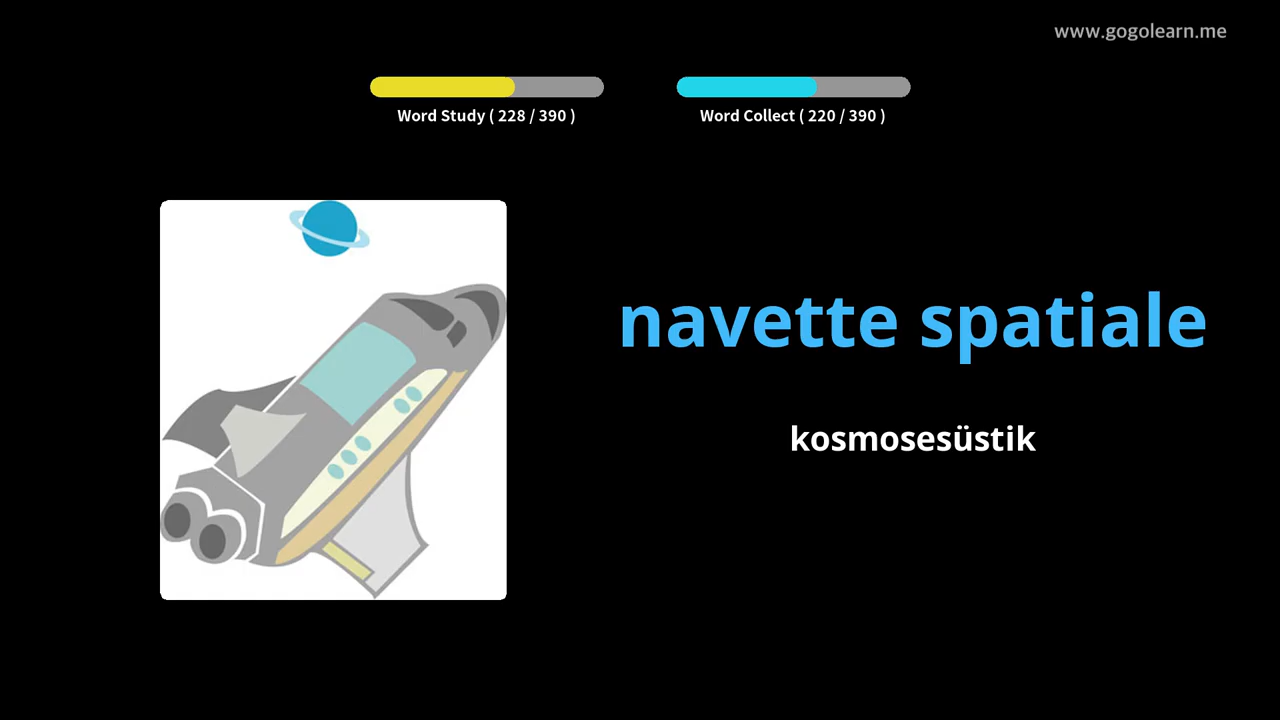 www.gogolearn.me
Word Study ( 228 / 390 )
Word Collect ( 220 / 390 )
navette spatiale
kosmosesüstik